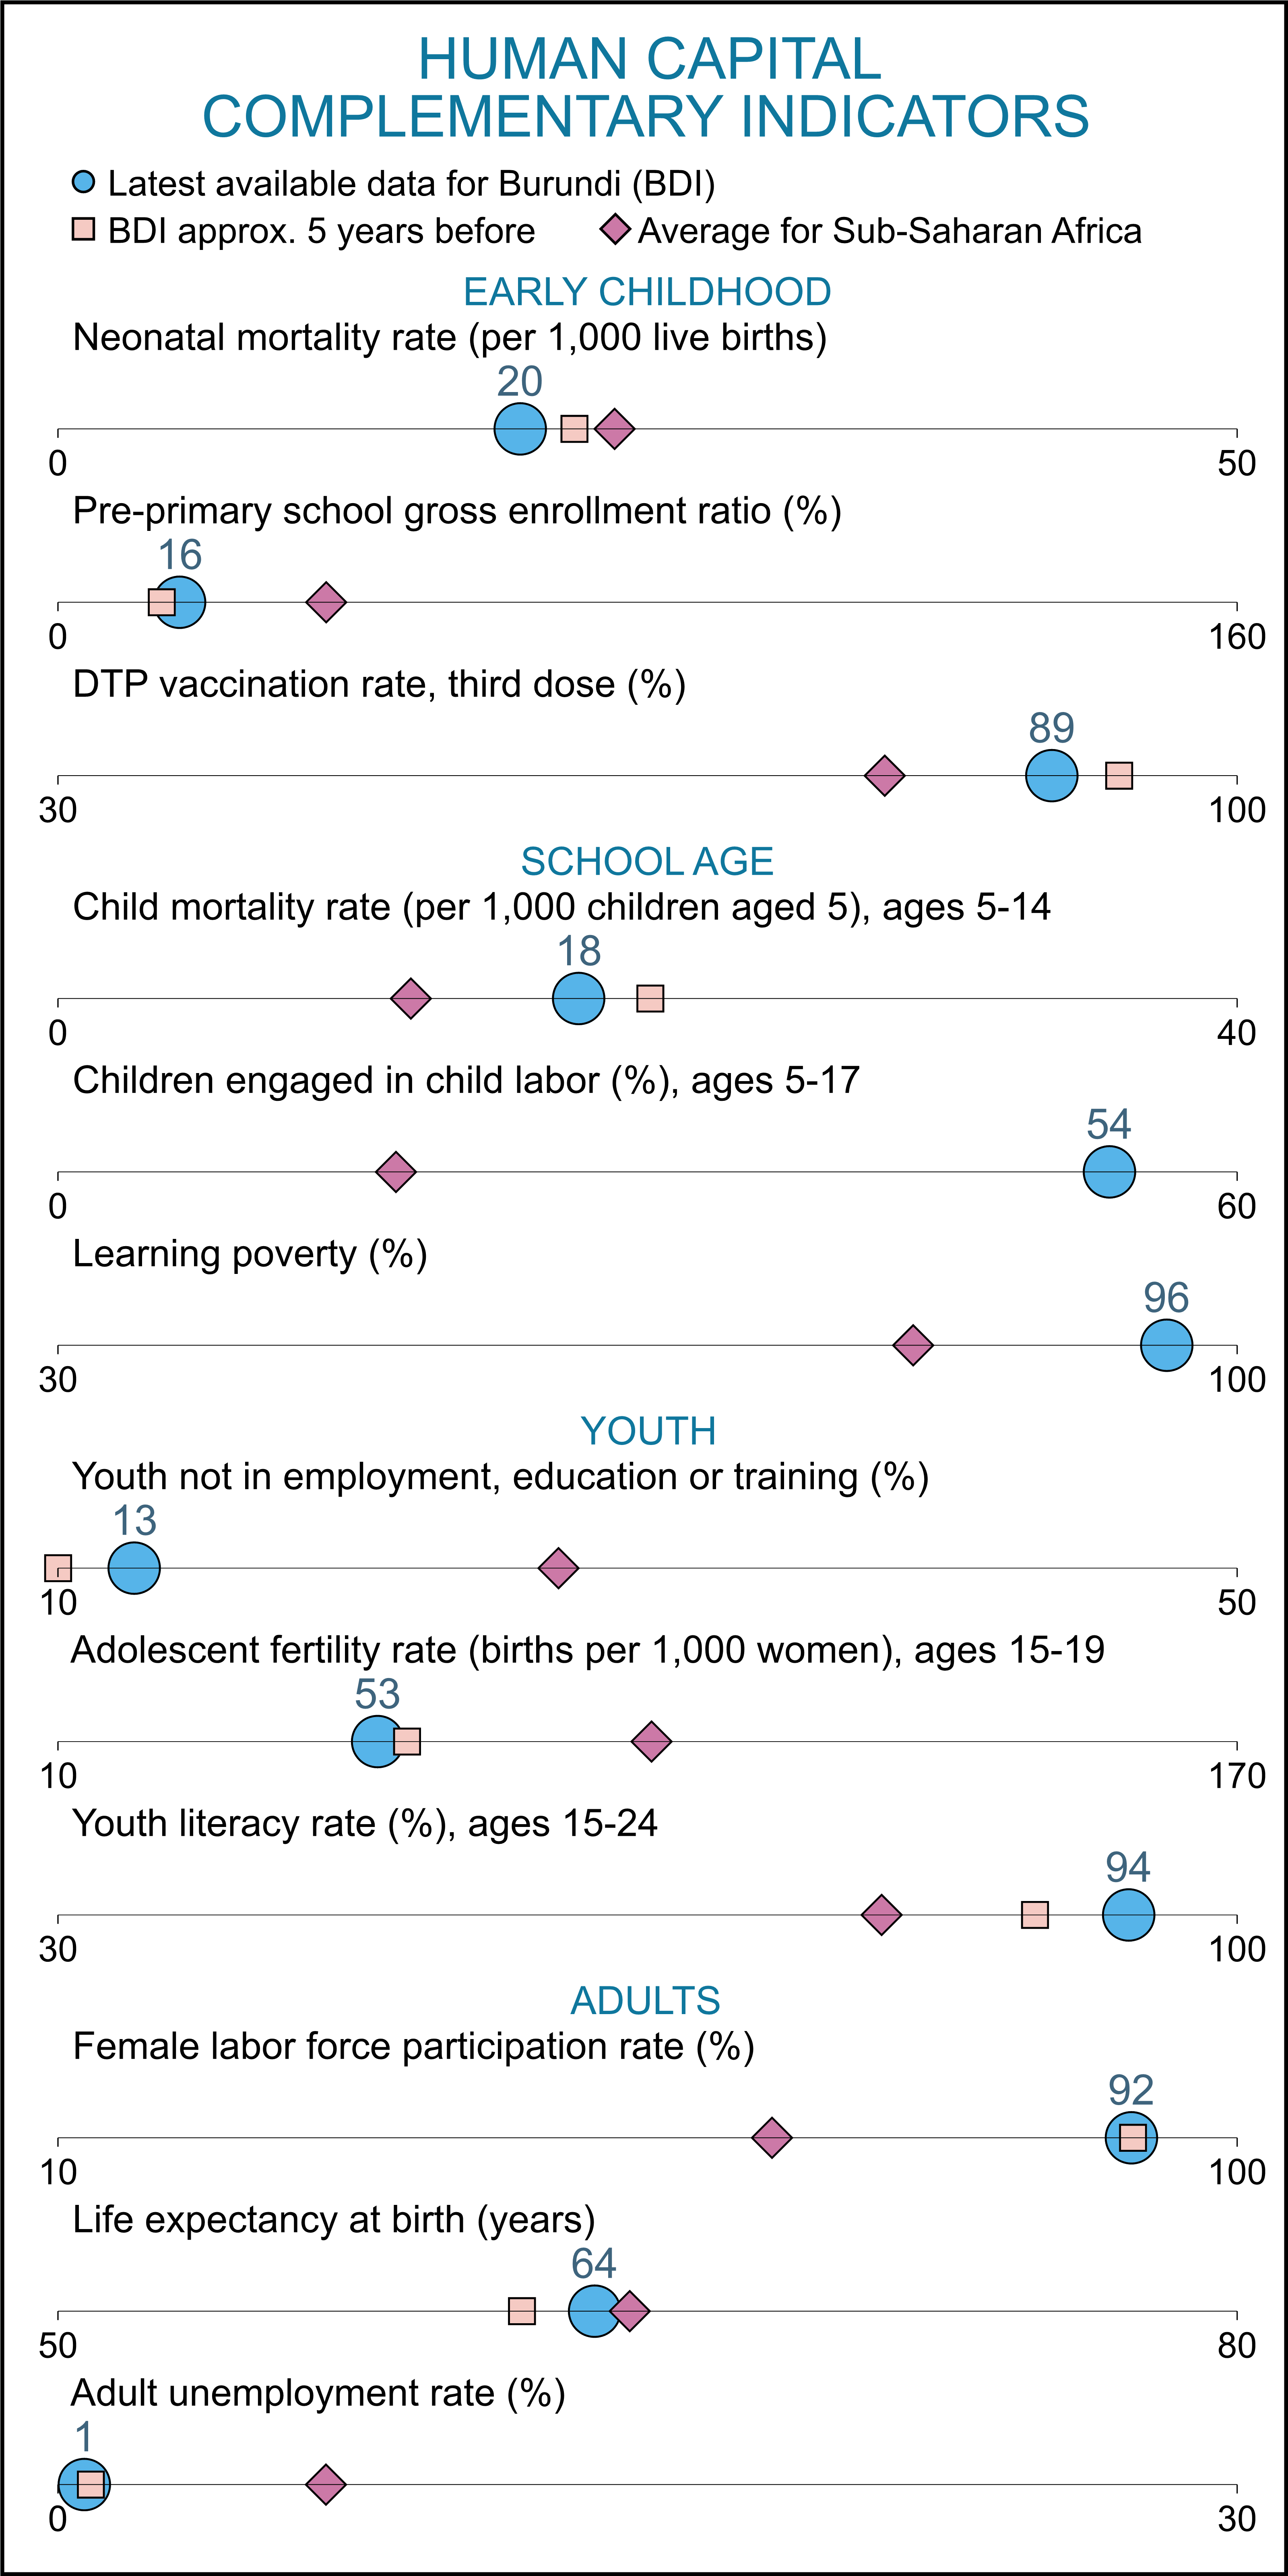 HUMAN CAPITAL
COMPLEMENTARY INDICATORS
Latest available data for Burundi (BDI)
BDI approx. 5 years before Average for Sub-Saharan Africa
EARLY CHILDHOOD
Neonatal mortality rate (per 1,000 live births)
20
0 50
Pre-primary school gross enrollment ratio (%)
16
0 160
DTP vaccination rate, third dose (%)
89
30 100
SCHOOL AGE
Child mortality rate (per 1,000 children aged 5), ages 5-14
18
0 40
Children engaged in child labor (%), ages 5-17
54
0 60
Learning poverty (%)
96
30 100
YOUTH
Youth not in employment, education or training (%)
13
10 50
Adolescent fertility rate (births per 1,000 women), ages 15-19
53
10 170
Youth literacy rate (%), ages 15-24
94
30 100
ADULTS
Female labor force participation rate (%)
92
10 100
Life expectancy at birth (years)
64
50 80
Adult unemployment rate (%)
1
0 30